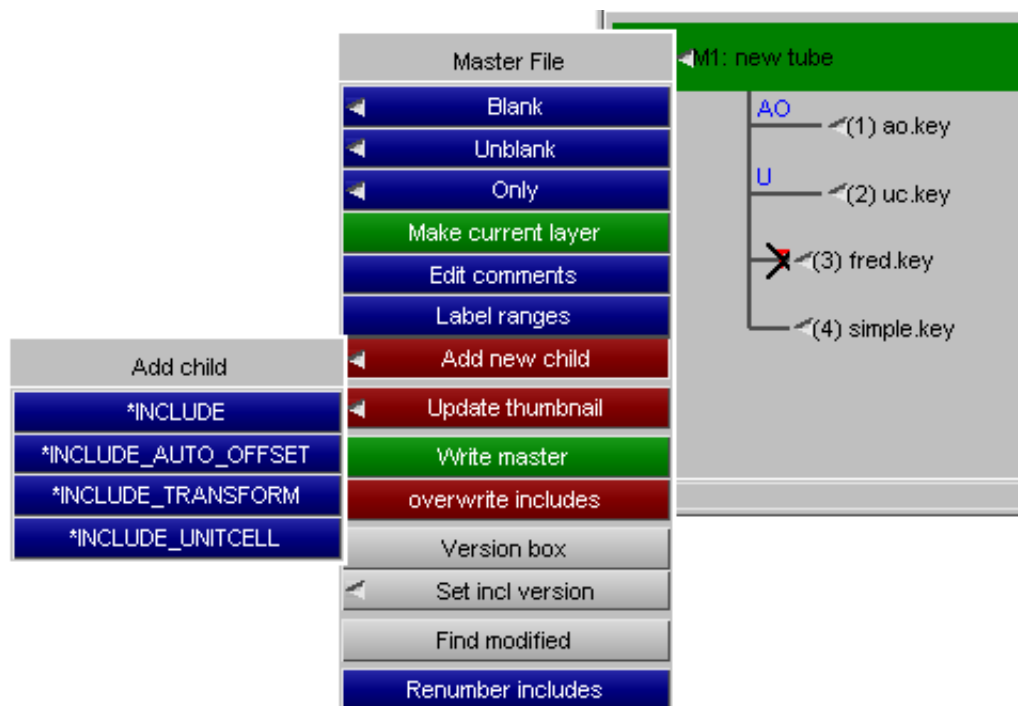 Master File
Blank
Unblank
Only
Make current layer
Edit comments
Label ranges
Add new child
Update thumbnail
Write master
overwrite includes
Version box
Set incl version
Find modified
Renumber includes
Add child
*INCLUDE
*INCLUDE_AUTO_OFFSET
*INCLUDE_TRANSFORM
*INCLUDE_UNITCELL
M1: new tube
AO
(1) ao.key
U
(2) uc.key
(3) fred.key
(4) simple.key